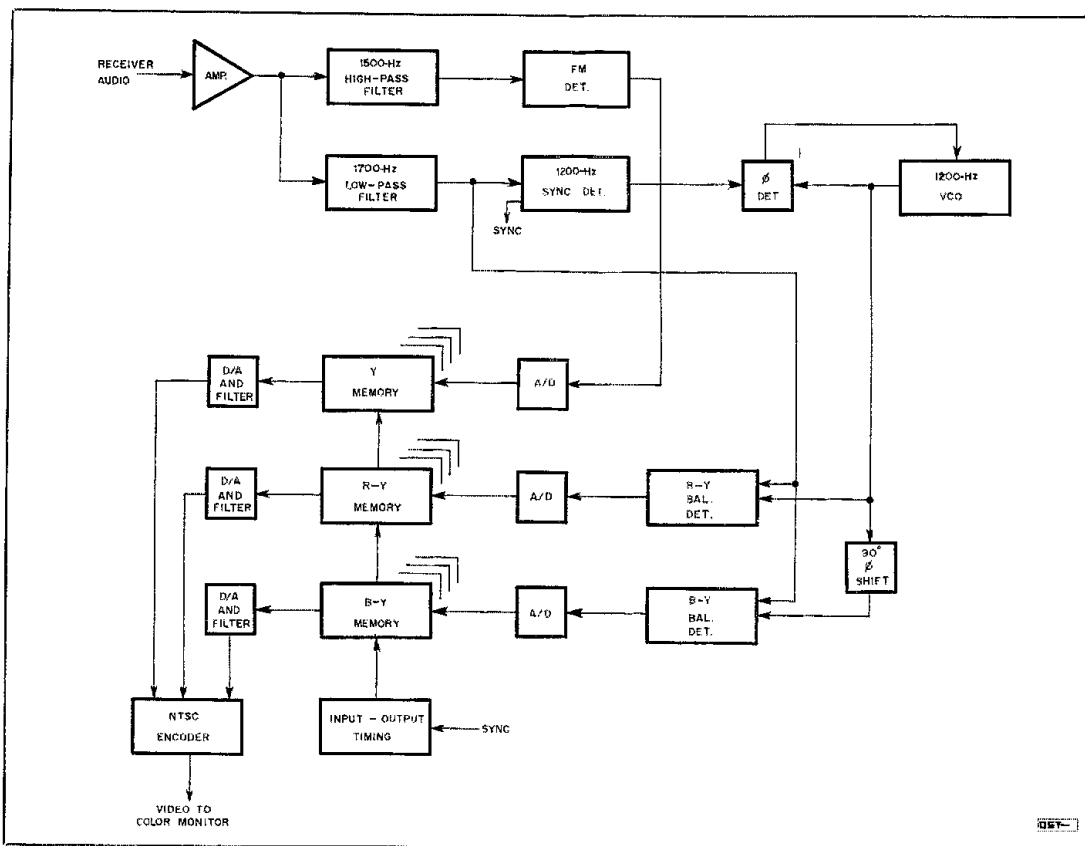 RECEIVER
AUDIO
AMP.
1500-Hz
HIGH-PASS
FILTER
FM
DET.
1700-Hz
LOW-PASS
FILTER
1200-Hz
SYNC DET.
SYNC
Φ
DET
1200-Hz
VCO
D/A
AND
FILTER
Y
MEMORY
A/D
D/A
AND
FILTER
R-Y
MEMORY
A/D
R-Y
BAL.
DET.
90°
Φ
SHIFT
D/A
AND
FILTER
B-Y
MEMORY
A/D
B-Y
BAL.
DET.
NTSC
ENCODER
INPUT - OUTPUT
TIMING
SYNC
VIDEO TO
COLOR MONITOR
QST